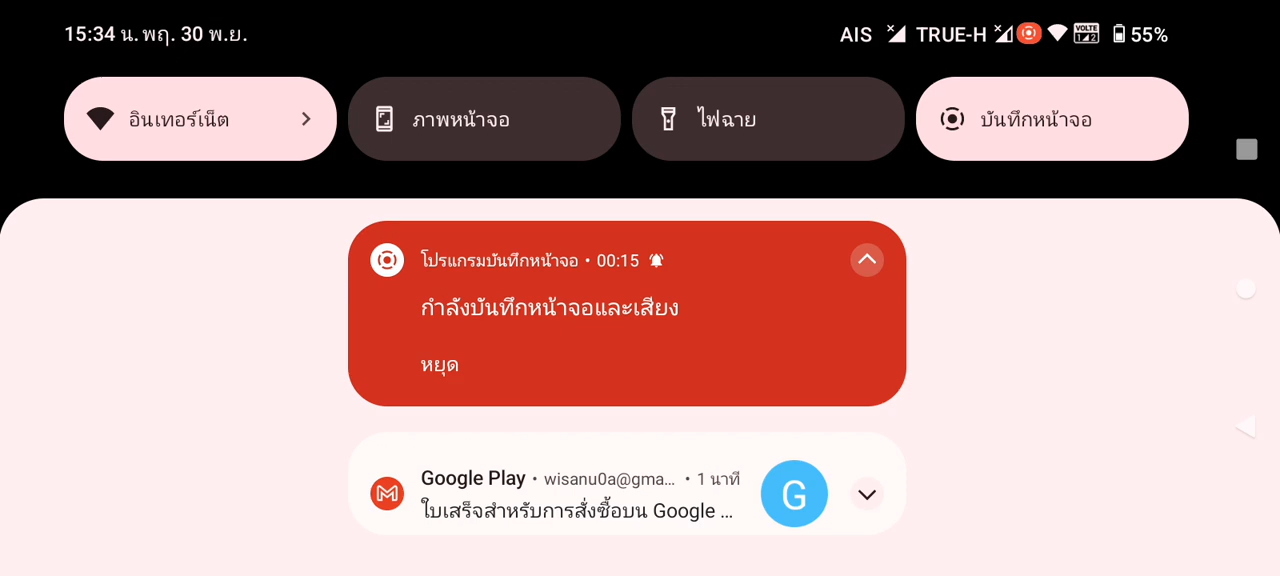 15:34 น. พฤ. 30 พ.ย.
AIS TRUE-H VOLTE 1 2 55%
อินเทอร์เน็ต
ภาพหน้าจอ
ไฟฉาย
บันทึกหน้าจอ
โปรแกรมบันทึกหน้าจอ • 00:15
กำลังบันทึกหน้าจอและเสียง
หยุด
Google Play • wisanu0a@gma... • 1 นาที
ใบเสร็จสำหรับการสั่งซื้อบน Google ...
G